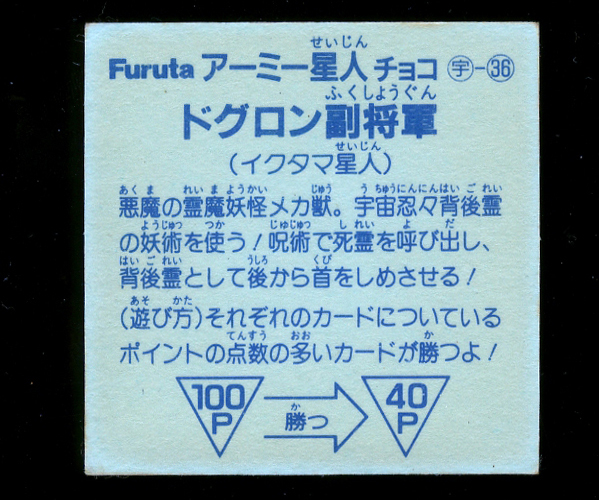 せいじん
Furuta アーミー星人 チョコ 宇-36
ふくしょうぐん
ドグロン副将軍
せいじん
(イクタマ星人)
あくま れいまようかい じゅう うちゅうにんにんはいごれい
悪魔の霊魔妖怪メカ獣。宇宙忍々背後霊
ようじゅつ つか じゅじゅつ しれい よ だ
の妖術を使う!呪術で死霊を呼び出し、
はいごれい うしろ くび
背後霊として後から首をしめさせる!
あそ かた
(遊び方)それぞれのカードについている
てんすう おお か
ポイントの点数の多いカードが勝つよ!
100P 勝つ 40P
か